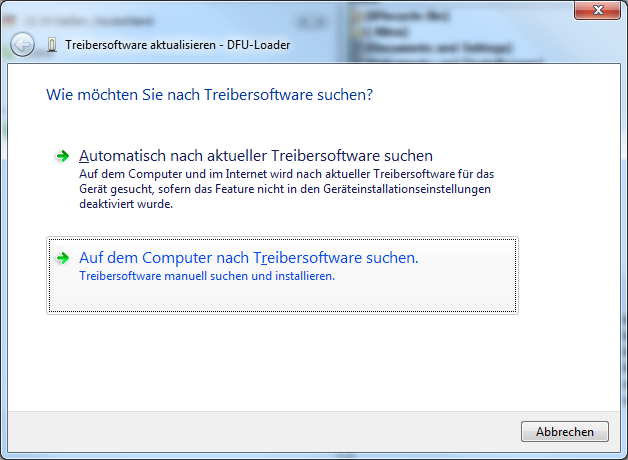 Treibersoftware aktualisieren - DFU-Loader
Wie möchten Sie nach Treibersoftware suchen?
Automatisch nach aktueller Treibersoftware suchen
Auf dem Computer und im Internet wird nach aktueller Treibersoftware für das
Gerät gesucht, sofern das Feature nicht in den Geräteinstallationseinstellungen
deaktiviert wurde.
Auf dem Computer nach Treibersoftware suchen.
Treibersoftware manuell suchen und installieren.
Abbrechen